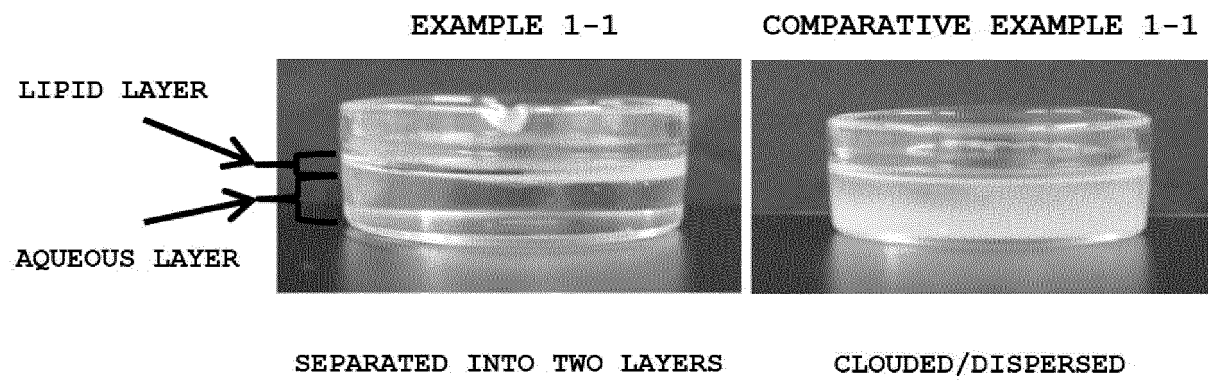 EXAMPLE 1-1
COMPARATIVE EXAMPLE 1-1
LIPID LAYER
AQUEOUS LAYER
SEPARATED INTO TWO LAYERS
CLOUDED/DISPERSED